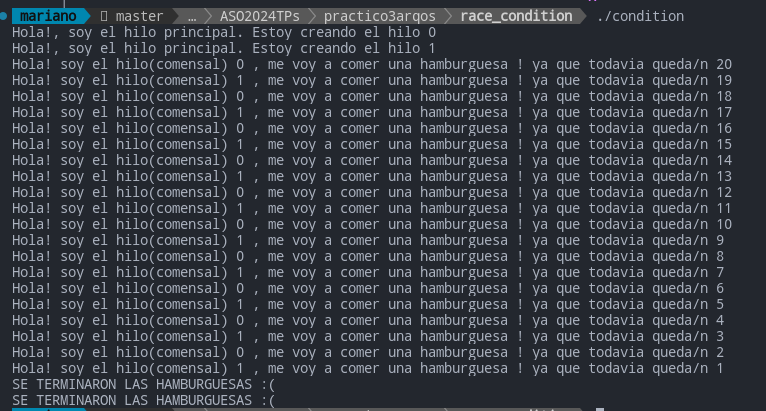 mariano master … ASO2024TPs practico3arqos race_condition ./condition
Hola!, soy el hilo principal. Estoy creando el hilo 0
Hola!, soy el hilo principal. Estoy creando el hilo 1
Hola! soy el hilo(comensal) 0 , me voy a comer una hamburguesa ! ya que todavia queda/n 20
Hola! soy el hilo(comensal) 1 , me voy a comer una hamburguesa ! ya que todavia queda/n 19
Hola! soy el hilo(comensal) 0 , me voy a comer una hamburguesa ! ya que todavia queda/n 18
Hola! soy el hilo(comensal) 1 , me voy a comer una hamburguesa ! ya que todavia queda/n 17
Hola! soy el hilo(comensal) 0 , me voy a comer una hamburguesa ! ya que todavia queda/n 16
Hola! soy el hilo(comensal) 1 , me voy a comer una hamburguesa ! ya que todavia queda/n 15
Hola! soy el hilo(comensal) 0 , me voy a comer una hamburguesa ! ya que todavia queda/n 14
Hola! soy el hilo(comensal) 1 , me voy a comer una hamburguesa ! ya que todavia queda/n 13
Hola! soy el hilo(comensal) 0 , me voy a comer una hamburguesa ! ya que todavia queda/n 12
Hola! soy el hilo(comensal) 1 , me voy a comer una hamburguesa ! ya que todavia queda/n 11
Hola! soy el hilo(comensal) 0 , me voy a comer una hamburguesa ! ya que todavia queda/n 10
Hola! soy el hilo(comensal) 1 , me voy a comer una hamburguesa ! ya que todavia queda/n 9
Hola! soy el hilo(comensal) 0 , me voy a comer una hamburguesa ! ya que todavia queda/n 8
Hola! soy el hilo(comensal) 1 , me voy a comer una hamburguesa ! ya que todavia queda/n 7
Hola! soy el hilo(comensal) 0 , me voy a comer una hamburguesa ! ya que todavia queda/n 6
Hola! soy el hilo(comensal) 1 , me voy a comer una hamburguesa ! ya que todavia queda/n 5
Hola! soy el hilo(comensal) 0 , me voy a comer una hamburguesa ! ya que todavia queda/n 4
Hola! soy el hilo(comensal) 1 , me voy a comer una hamburguesa ! ya que todavia queda/n 3
Hola! soy el hilo(comensal) 0 , me voy a comer una hamburguesa ! ya que todavia queda/n 2
Hola! soy el hilo(comensal) 1 , me voy a comer una hamburguesa ! ya que todavia queda/n 1
SE TERMINARON LAS HAMBURGUESAS :(
SE TERMINARON LAS HAMBURGUESAS :(